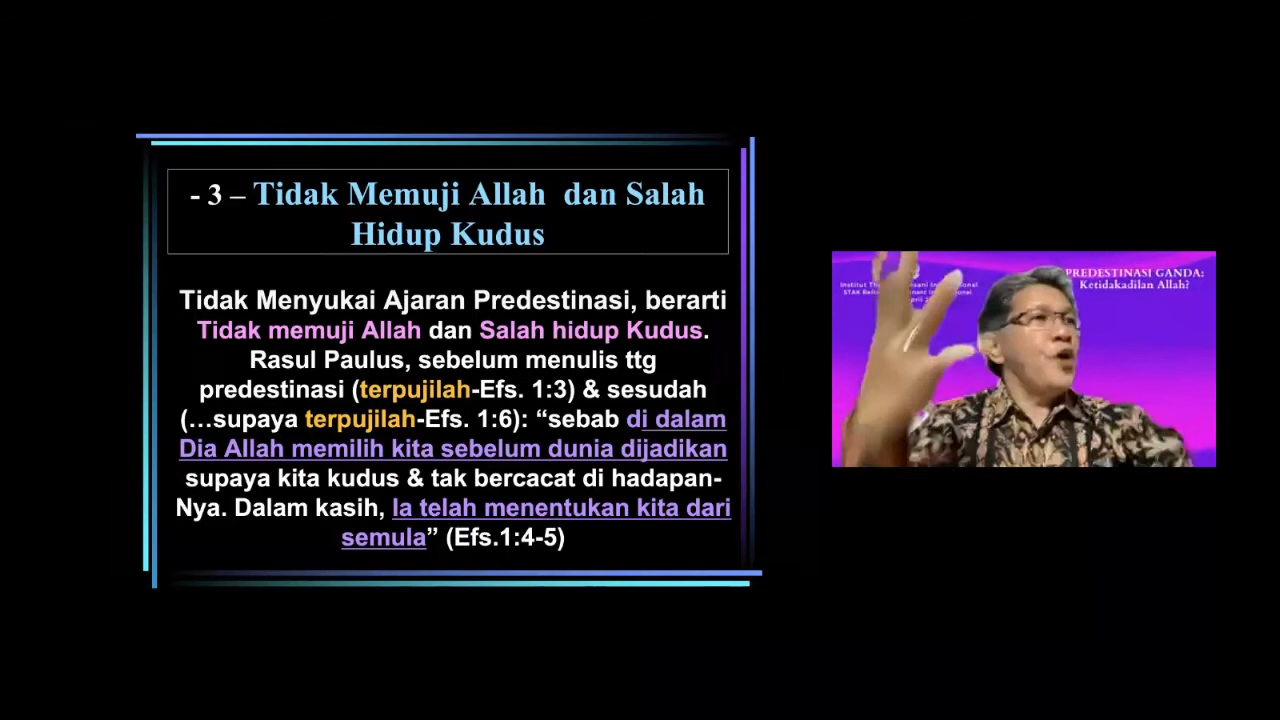 - 3 – Tidak Memuji Allah dan Salah
Hidup Kudus
Tidak Menyukai Ajaran Predestinasi, berarti
Tidak memuji Allah dan Salah hidup Kudus.
Rasul Paulus, sebelum menulis ttg
predestinasi (terpujilah-Efs. 1:3) & sesudah
(…supaya terpujilah-Efs. 1:6): “sebab di dalam
Dia Allah memilih kita sebelum dunia dijadikan
supaya kita kudus & tak bercacat di hadapan-
Nya. Dalam kasih, Ia telah menentukan kita dari
semula” (Efs.1:4-5)
PREDESTINASI GANDA:
Ketidakadilan Allah?
Institut
STAK